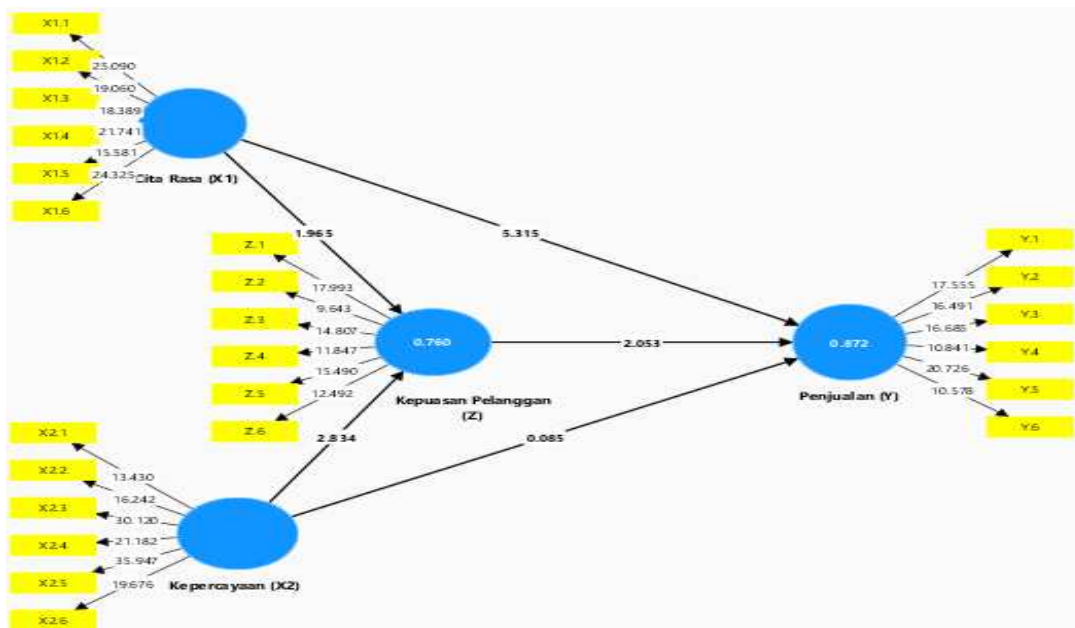 X1.1
X1.2
X1.3
X1.4
X1.5
X1.6
25.090
19.060
18.389
21.741
15.581
24.325
Cita Rasa (X1)
1.965
5.315
Z.1
Z.2
Z.3
Z.4
Z.5
Z.6
17.993
9.643
14.807
11.847
15.490
12.492
0.760
Kepuasan Pelanggan
(Z)
2.053
0.872
Penjualan (Y)
17.555
16.491
16.685
10.841
20.726
10.578
Y.1
Y.2
Y.3
Y.4
Y.5
Y.6
2.834
0.085
X2.1
X2.2
X2.3
X2.4
X2.5
X2.6
13.430
16.242
30.120
21.182
35.947
19.676
Kepercayaan (X2)